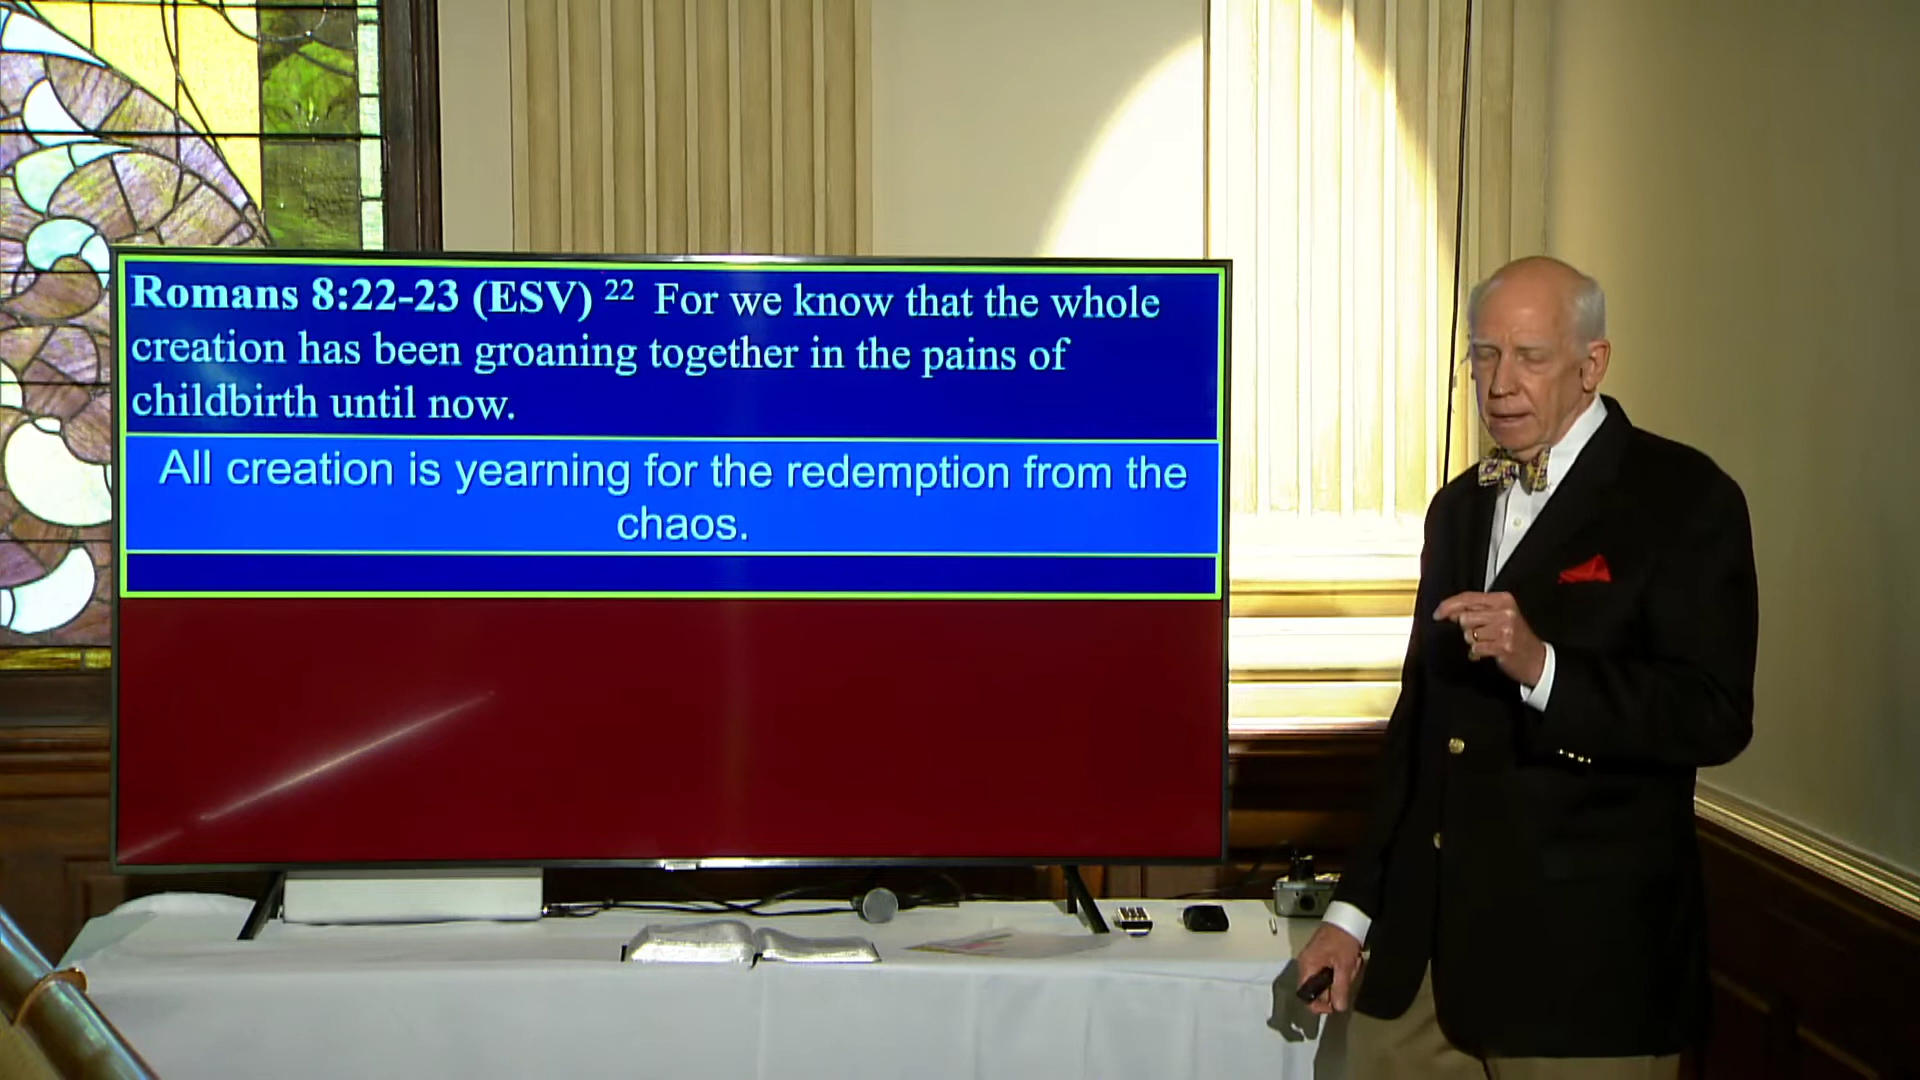 Romans 8:22-23 (ESV) 22 For we know that the whole
creation has been groaning together in the pains of
childbirth until now.
All creation is yearning for the redemption from the
chaos.